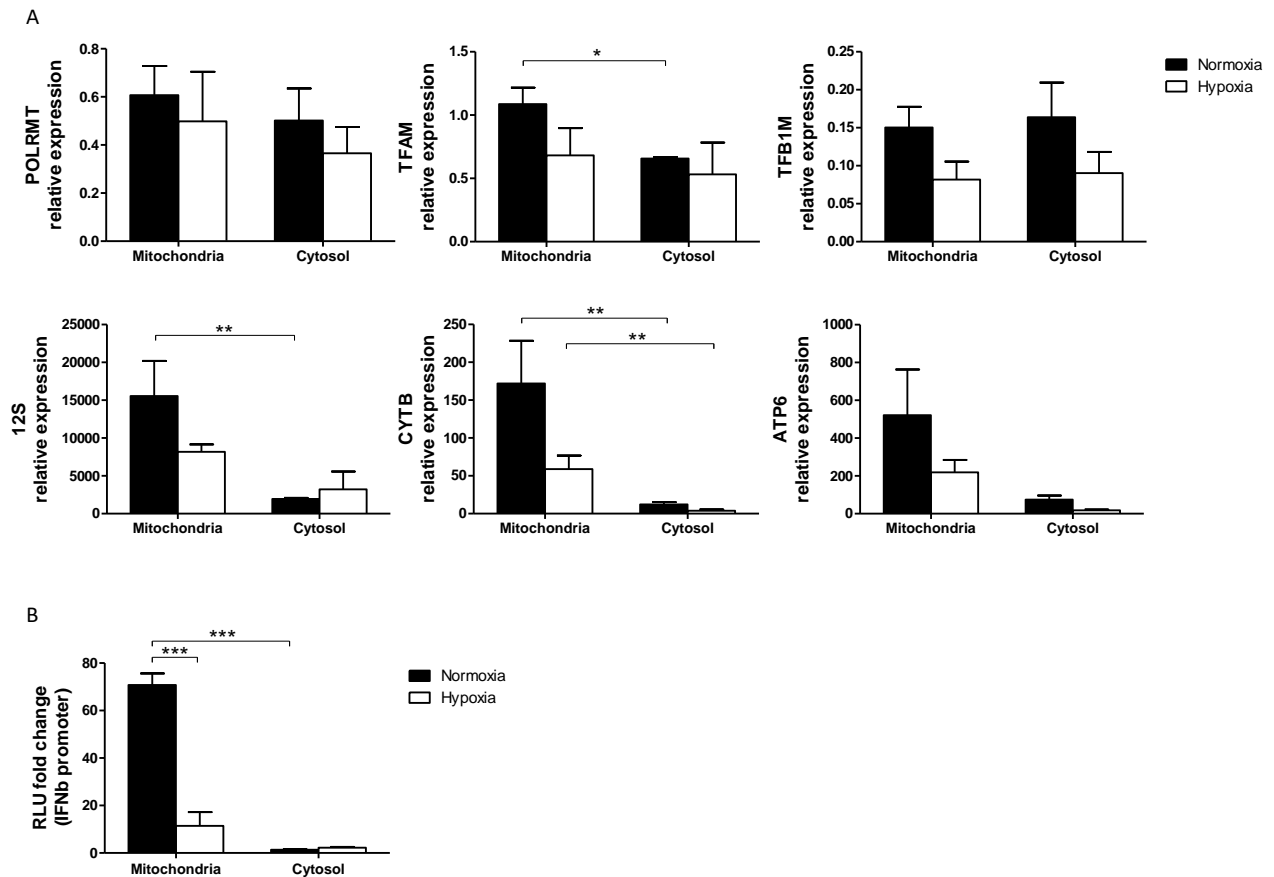 A
POLRMT
relative expression
0.8
0.6
0.4
0.2
0.0
Mitochondria
Cytosol
TFAM
relative expression
1.5
1.0
0.5
0.0
*
Mitochondria
Cytosol
TFB1M
relative expression
0.25
0.20
0.15
0.10
0.05
0.00
Mitochondria
Cytosol
Normoxia
Hypoxia
12S
relative expression
25000
20000
15000
10000
5000
0
**
Mitochondria
Cytosol
CYTB
relative expression
250
200
150
100
50
0
**
**
Mitochondria
Cytosol
ATP6
relative expression
1000
800
600
400
200
0
Mitochondria
Cytosol
B
RLU fold change
(IFNb promoter)
80
60
40
20
0
***
***
Mitochondria
Cytosol
Normoxia
Hypoxia